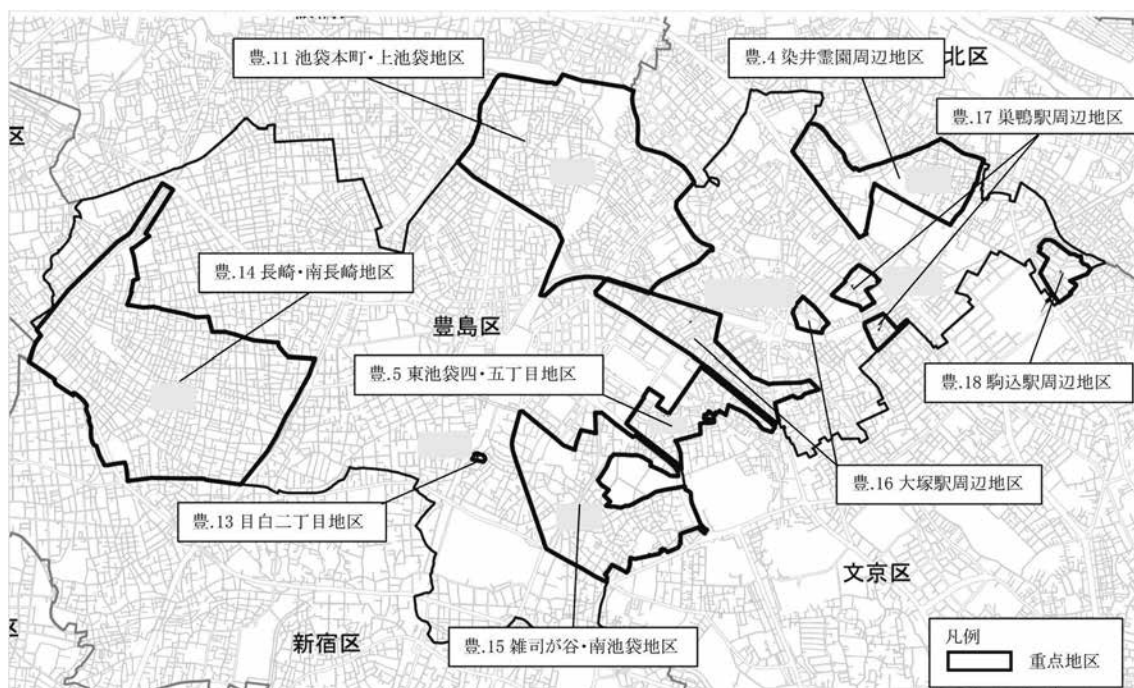 豊.11 池袋本町・上池袋地区
豊.4 染井霊園周辺地区
北区
豊.17 巣鴨駅周辺地区
区
豊.14 長崎・南長崎地区
豊島区
豊.5 東池袋四・五丁目地区
豊.18 駒込駅周辺地区
豊.16 大塚駅周辺地区
豊.13 目白二丁目地区
文京区
区
新宿区
豊.15 雑司が谷・南池袋地区
凡例
重点地区